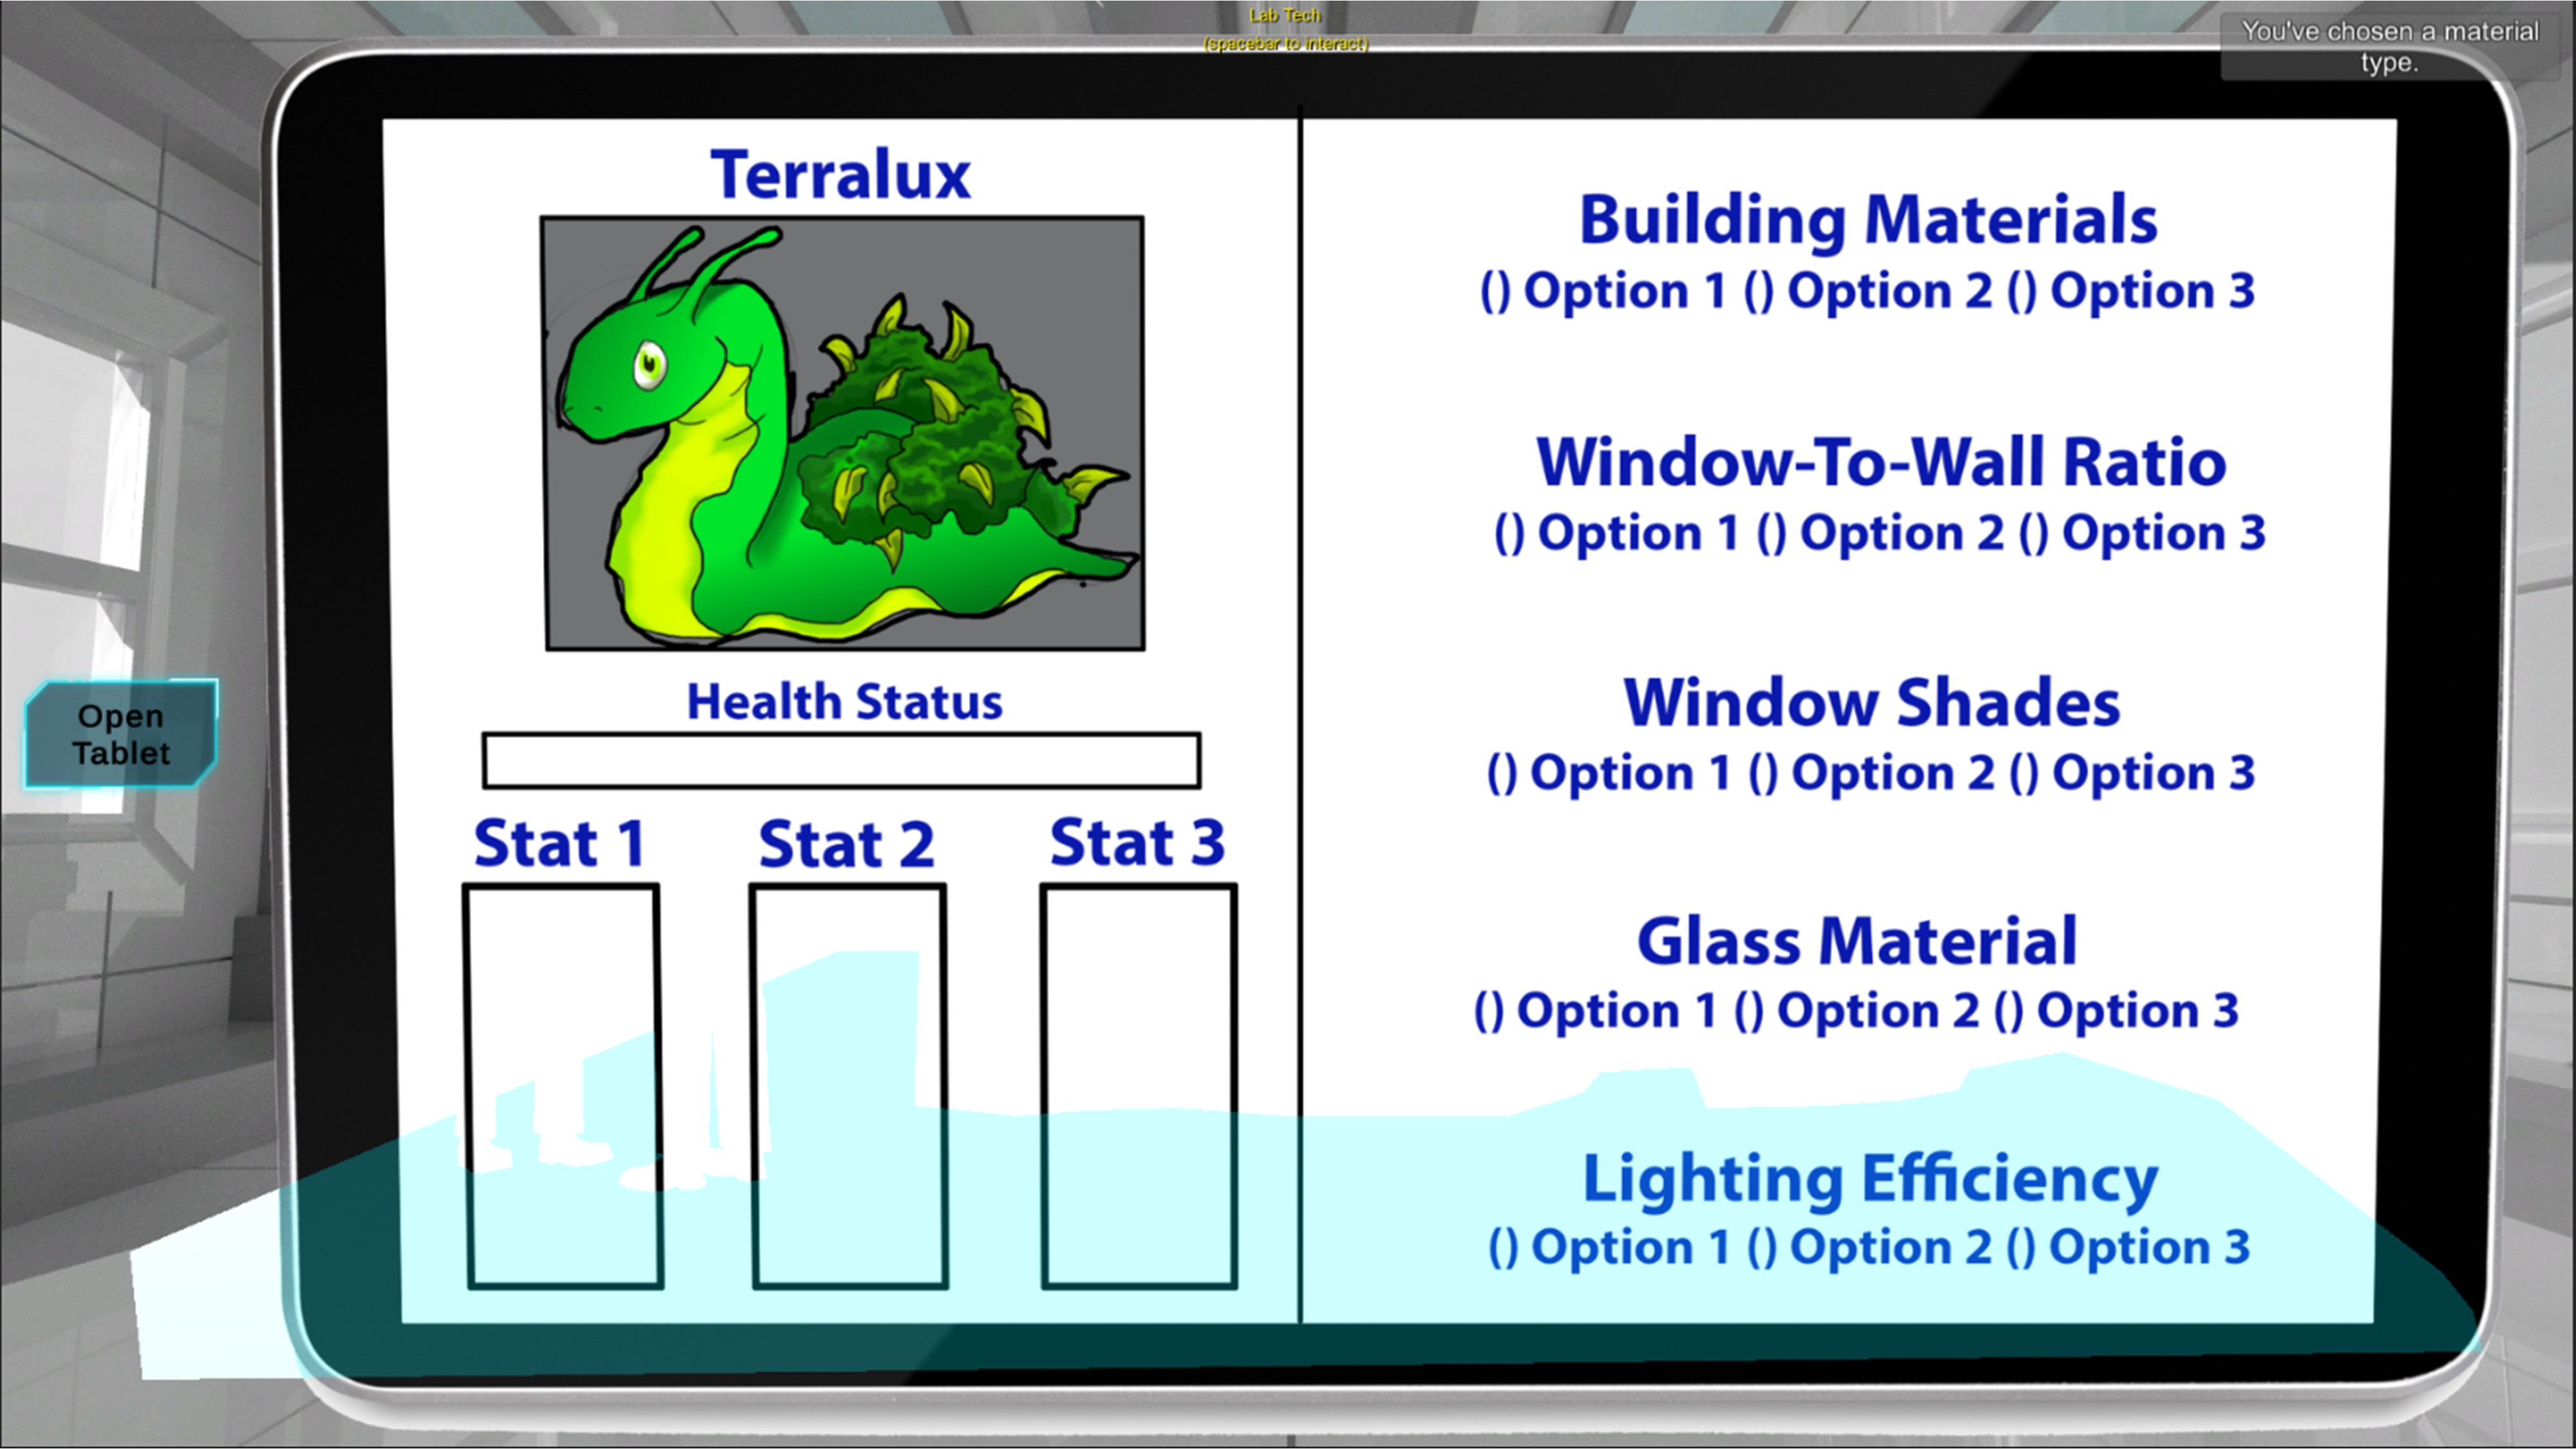 Lab Tech
(spacebar to interact)
You've chosen a material
type.
Open
Tablet
Terralux
Health Status
Stat 1 Stat 2 Stat 3
Building Materials
() Option 1 () Option 2 () Option 3
Window-To-Wall Ratio
() Option 1 () Option 2 () Option 3
Window Shades
() Option 1 () Option 2 () Option 3
Glass Material
() Option 1 () Option 2 () Option 3
Lighting Efficiency
() Option 1 () Option 2 () Option 3